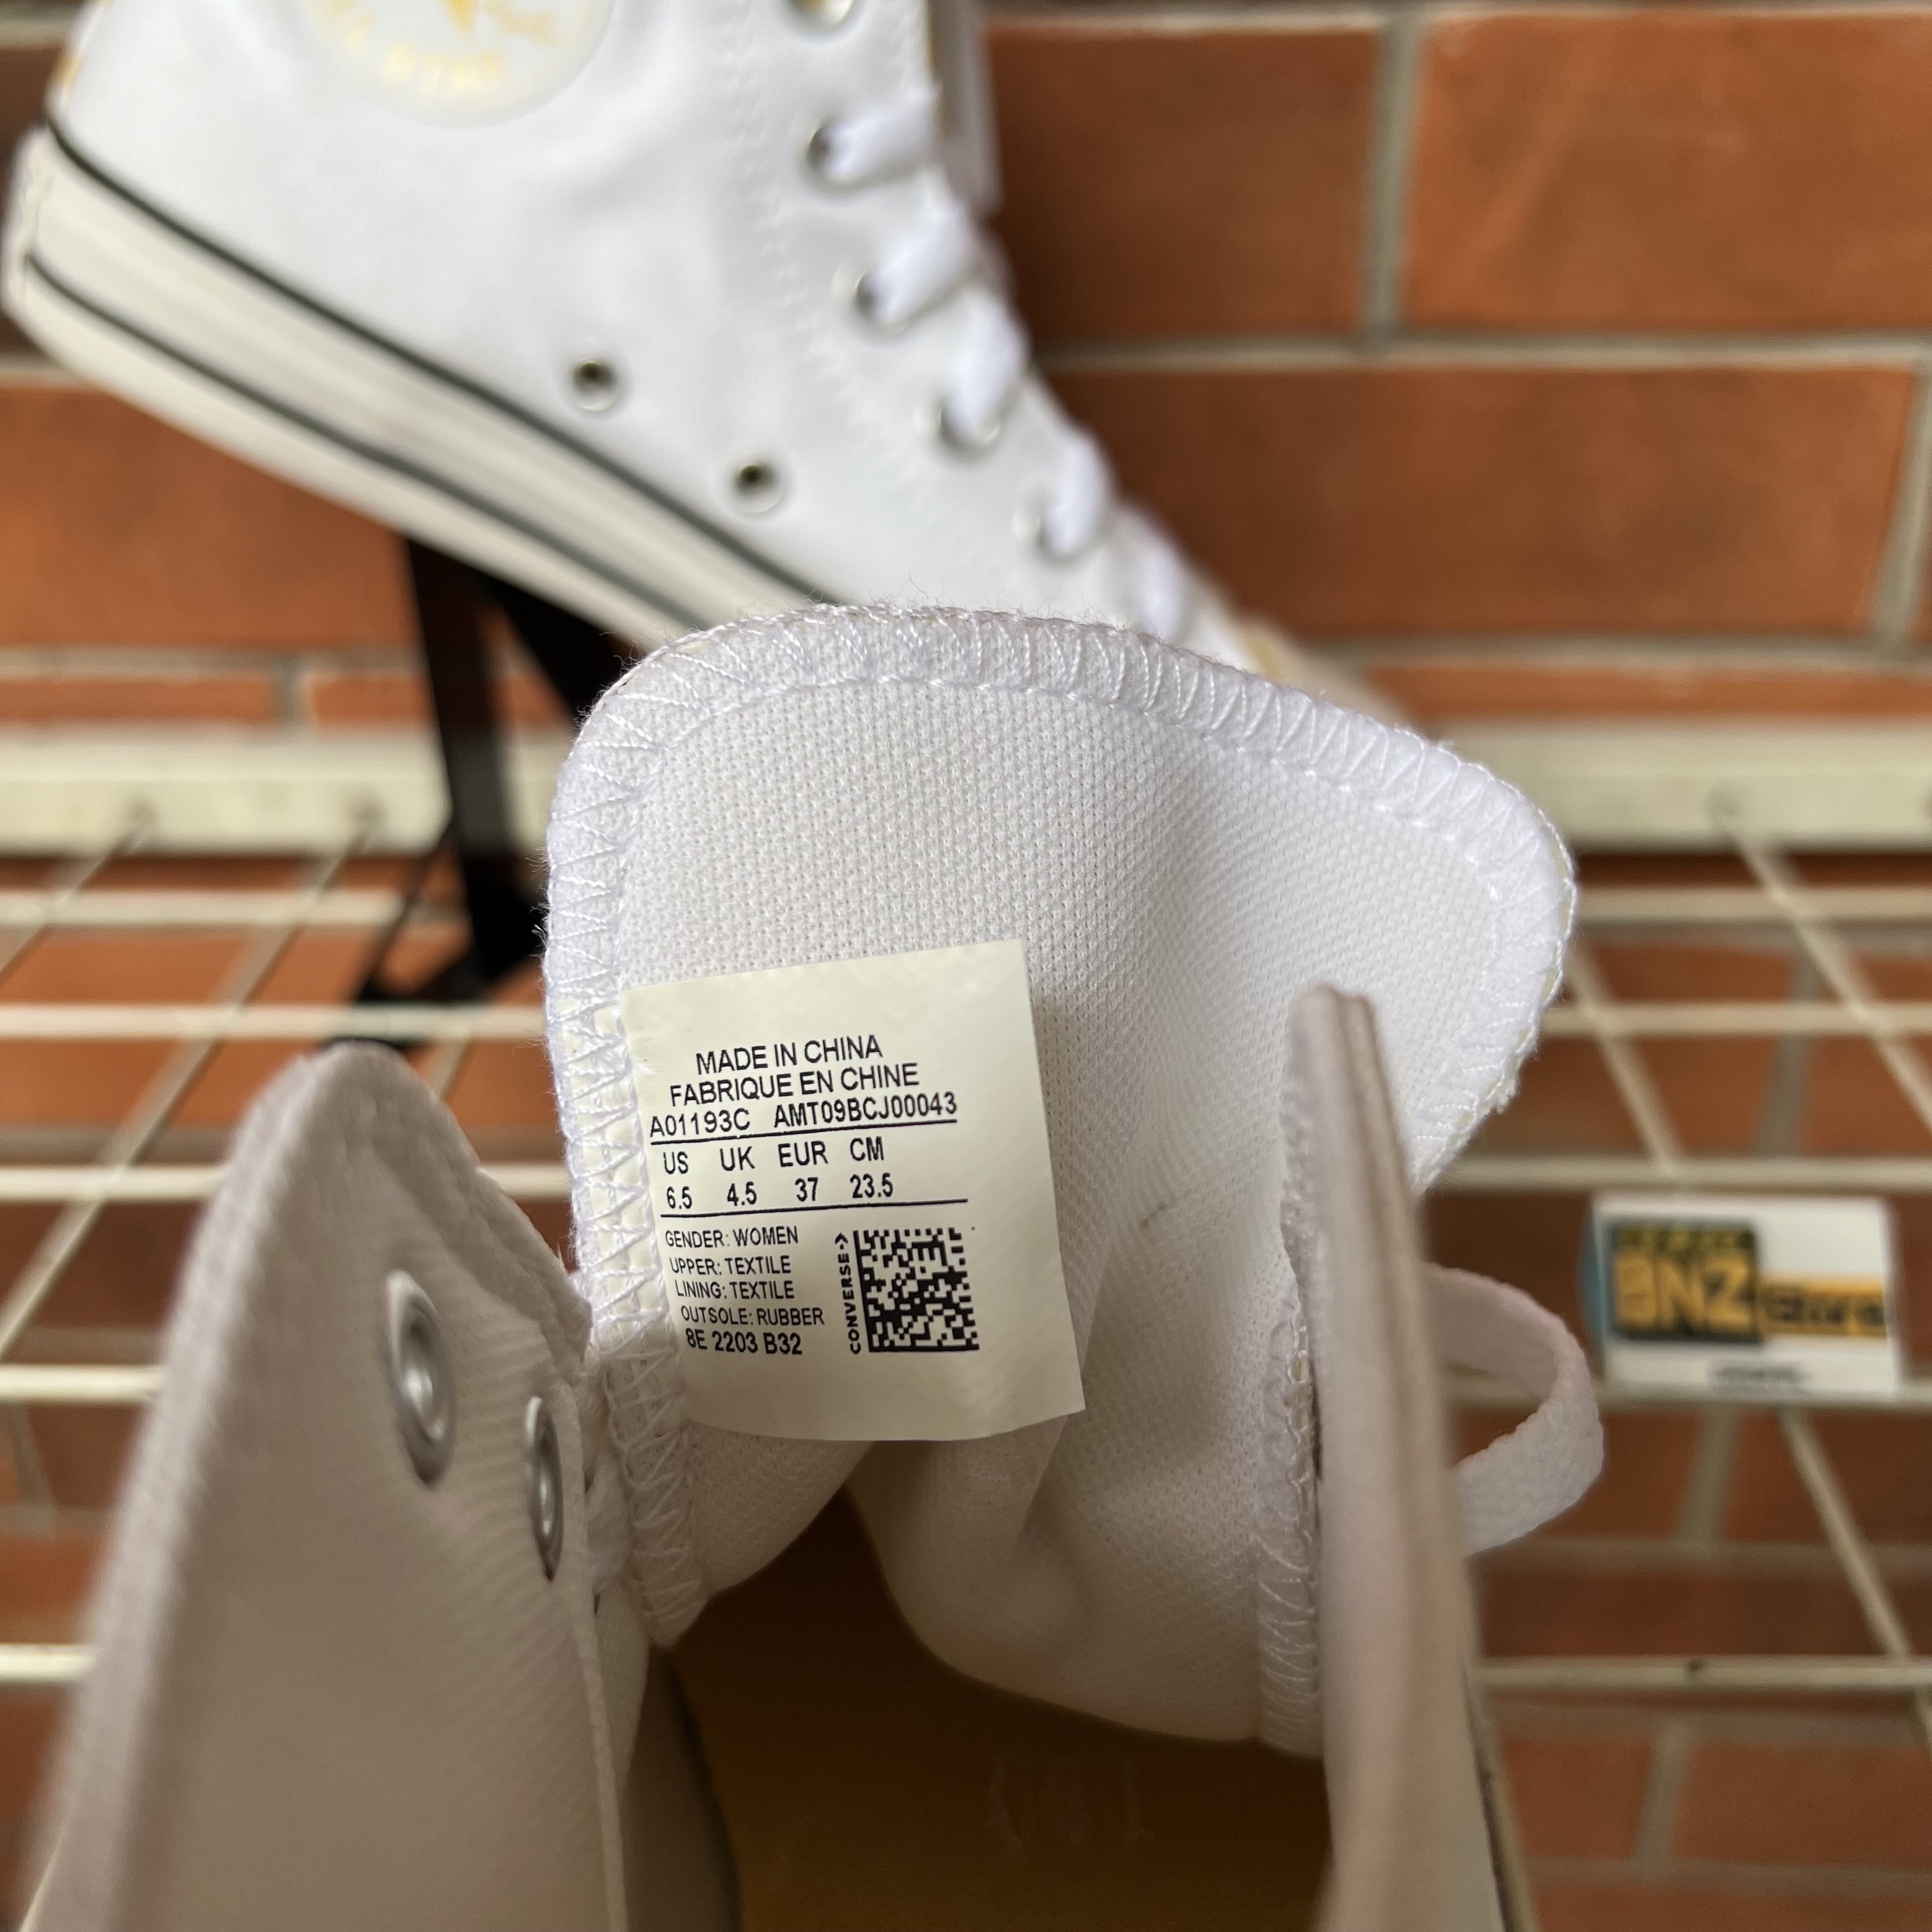 MADE IN CHINA
FABRIQUE EN CHINE
A01193C AMT09BCJ00043
US UK EUR CM
6.5 4.5 37 23.5
GENDER: WOMEN
UPPER: TEXTILE
LINING: TEXTILE
OUTSOLE: RUBBER
8E 2203 B32
CONVERSE
BNZ
Store